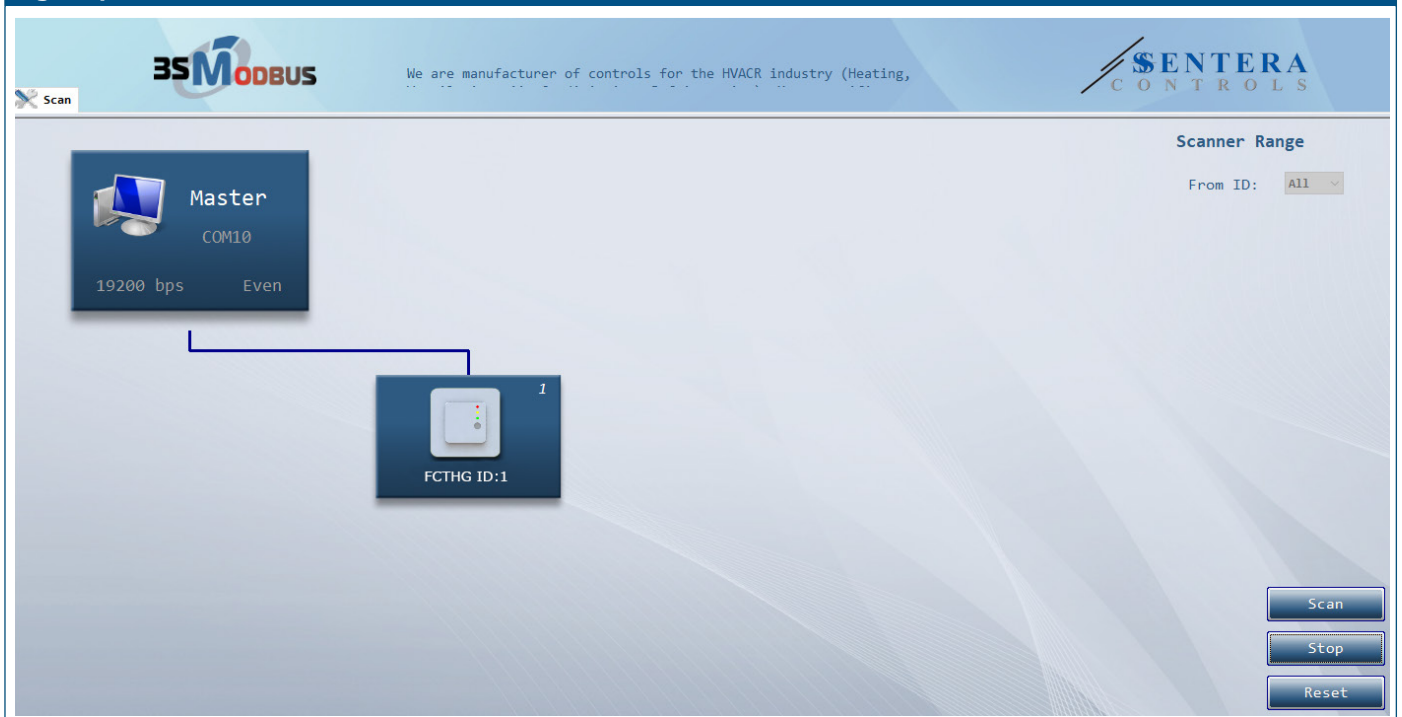 3SMODBUS
We are manufacturer of controls for the HVACR industry (Heating,
SENTERA
CONTROLS
Scan
Scanner Range
From ID: All
Master
COM10
19200 bps Even
1
FCTHG ID:1
Scan
Stop
Reset